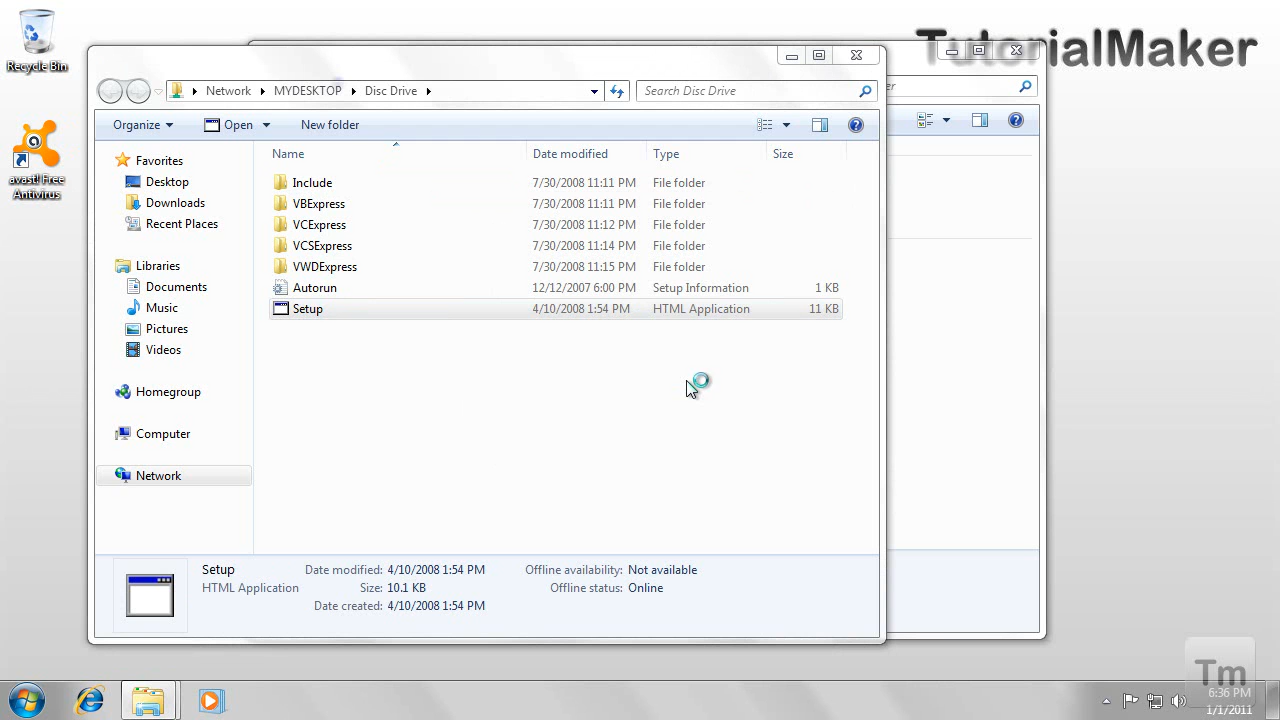 TutorialMaker
Recycle Bin
avast! Free
Antivirus
Network MYDESKTOP Disc Drive
Search Disc Drive
Organize Open New folder
Name Date modified Type Size
Favorites
Desktop
Downloads
Recent Places
Libraries
Documents
Music
Pictures
Videos
Homegroup
Computer
Network
Include 7/30/2008 11:11 PM File folder
VBExpress 7/30/2008 11:11 PM File folder
VCExpress 7/30/2008 11:12 PM File folder
VCSExpress 7/30/2008 11:14 PM File folder
VWDExpress 7/30/2008 11:15 PM File folder
Autorun 12/12/2007 6:00 PM Setup Information 1 KB
Setup 4/10/2008 1:54 PM HTML Application 11 KB
Setup Date modified: 4/10/2008 1:54 PM Offline availability: Not available
HTML Application Size: 10.1 KB Offline status: Online
Date created: 4/10/2008 1:54 PM
Tm
6:36 PM
1/1/2011